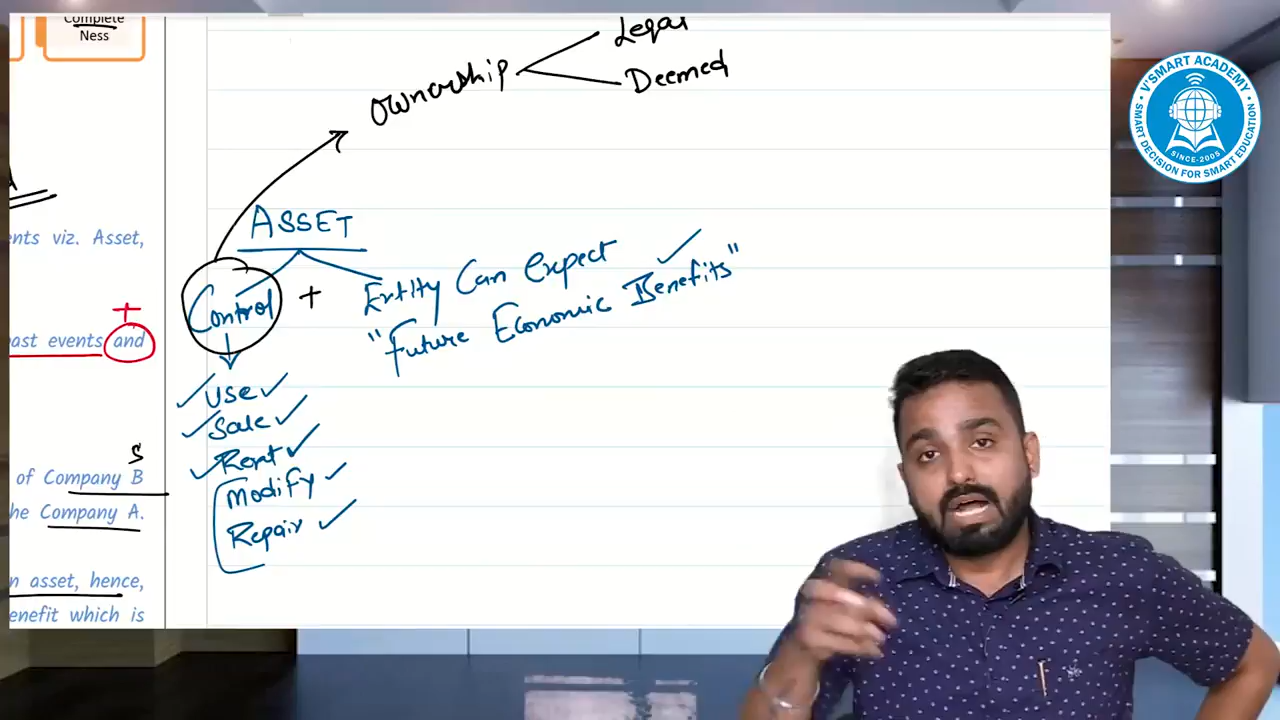 Complete
Ness
Ownership
Legal
Deemed
ents viz. Asset,
ASSET
Control + Entity Can Expect
"Future Economic Benefits"
+
ast events and
Use
Sale
Rent
Modify
Repair
S
of Company B
he Company A.
n asset, hence,
enefit which is
V'SMART ACADEMY
SINCE-2005
SMART DECISION FOR SMART EDUCATION